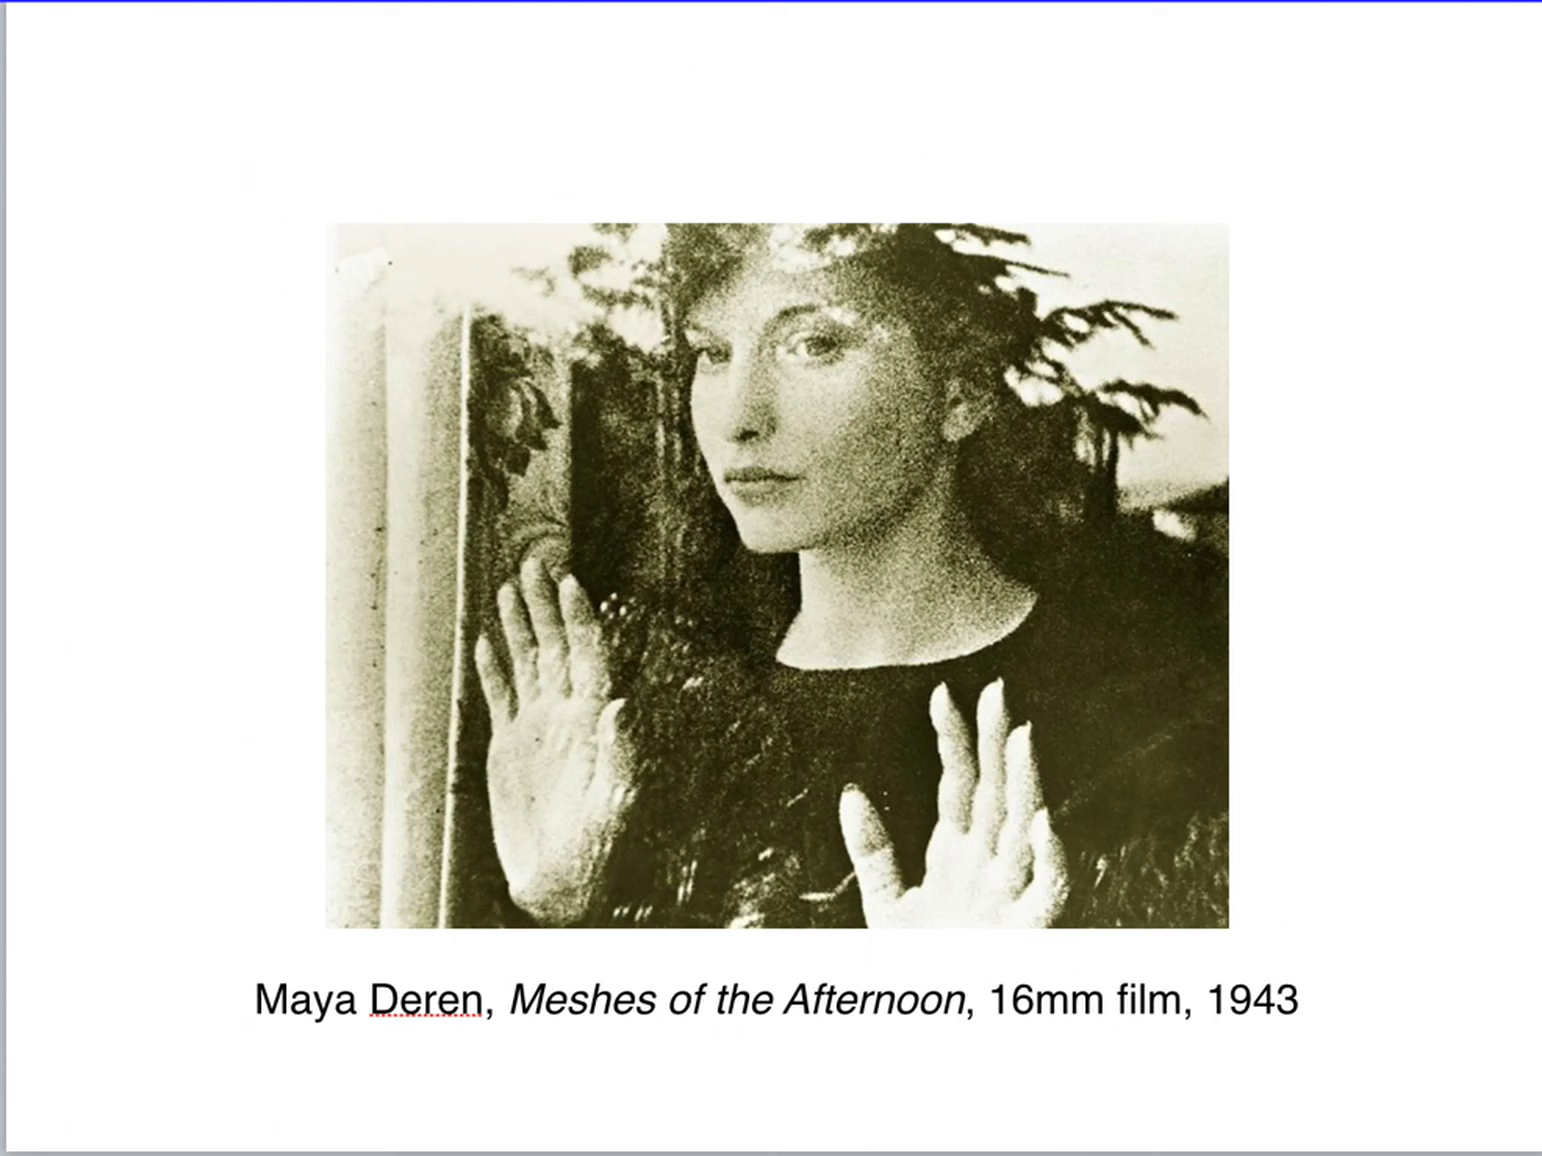 Maya Deren, Meshes of the Afternoon, 16mm film, 1943